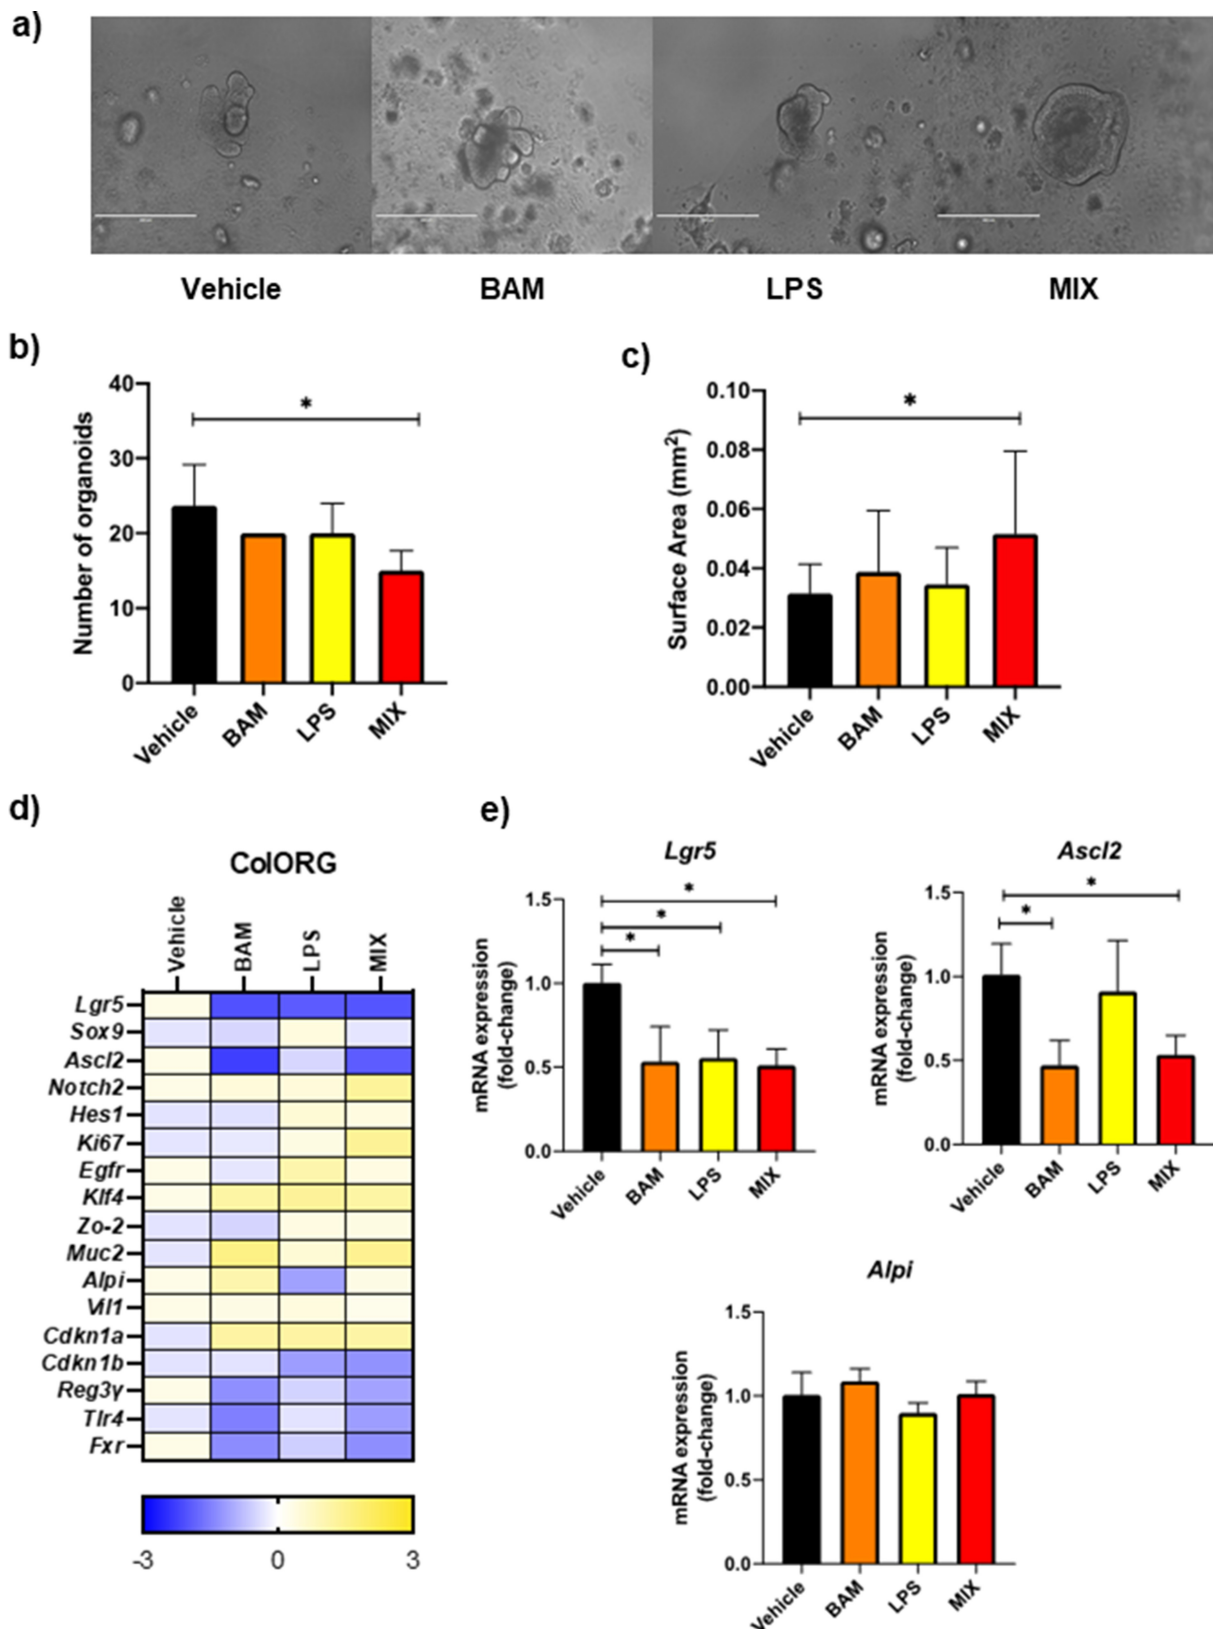 a)
Vehicle BAM LPS MIX
b)
Number of organoids
40
30
20
10
0
*
Vehicle BAM LPS MIX
c)
Surface Area (mm2)
0.10
0.08
0.06
0.04
0.02
0.00
*
Vehicle BAM LPS MIX
d)
ColORG
Vehicle BAM LPS MIX
Lgr5
Sox9
Ascl2
Notch2
Hes1
Ki67
Egfr
Klf4
Zo-2
Muc2
Alpi
Vil1
Cdkn1a
Cdkn1b
Reg3γ
Tlr4
Fxr
-3 0 3
e)
Lgr5
mRNA expression
(fold-change)
1.5
1.0
0.5
0.0
*
*
*
Vehicle BAM LPS MIX
Ascl2
mRNA expression
(fold-change)
1.5
1.0
0.5
0.0
*
*
Vehicle BAM LPS MIX
Alpi
mRNA expression
(fold-change)
1.5
1.0
0.5
0.0
Vehicle BAM LPS MIX